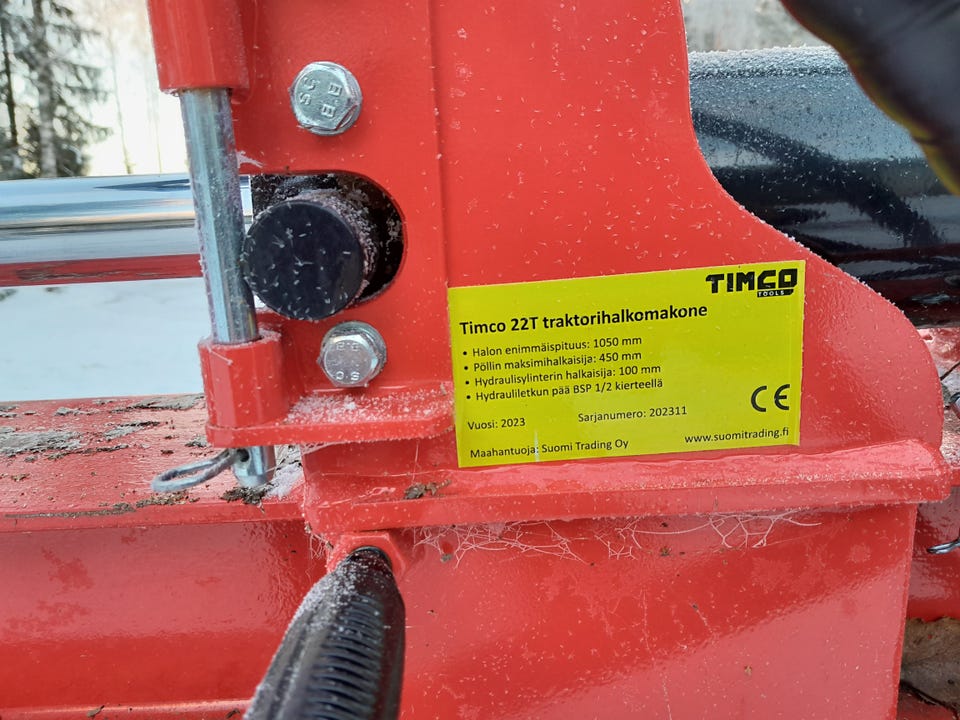 TIMCO
TOOLS
Timco 22T traktorihalkomakone
• Halon enimmäispituus: 1050 mm
• Pöllin maksimihalkaisija: 450 mm
• Hydraulisylinterin halkaisija: 100 mm
• Hydrauliletkun pää BSP 1/2 kierteellä
CE
Vuosi: 2023 Sarjanumero: 202311
Maahantuoja: Suomi Trading Oy www.suomitrading.fi